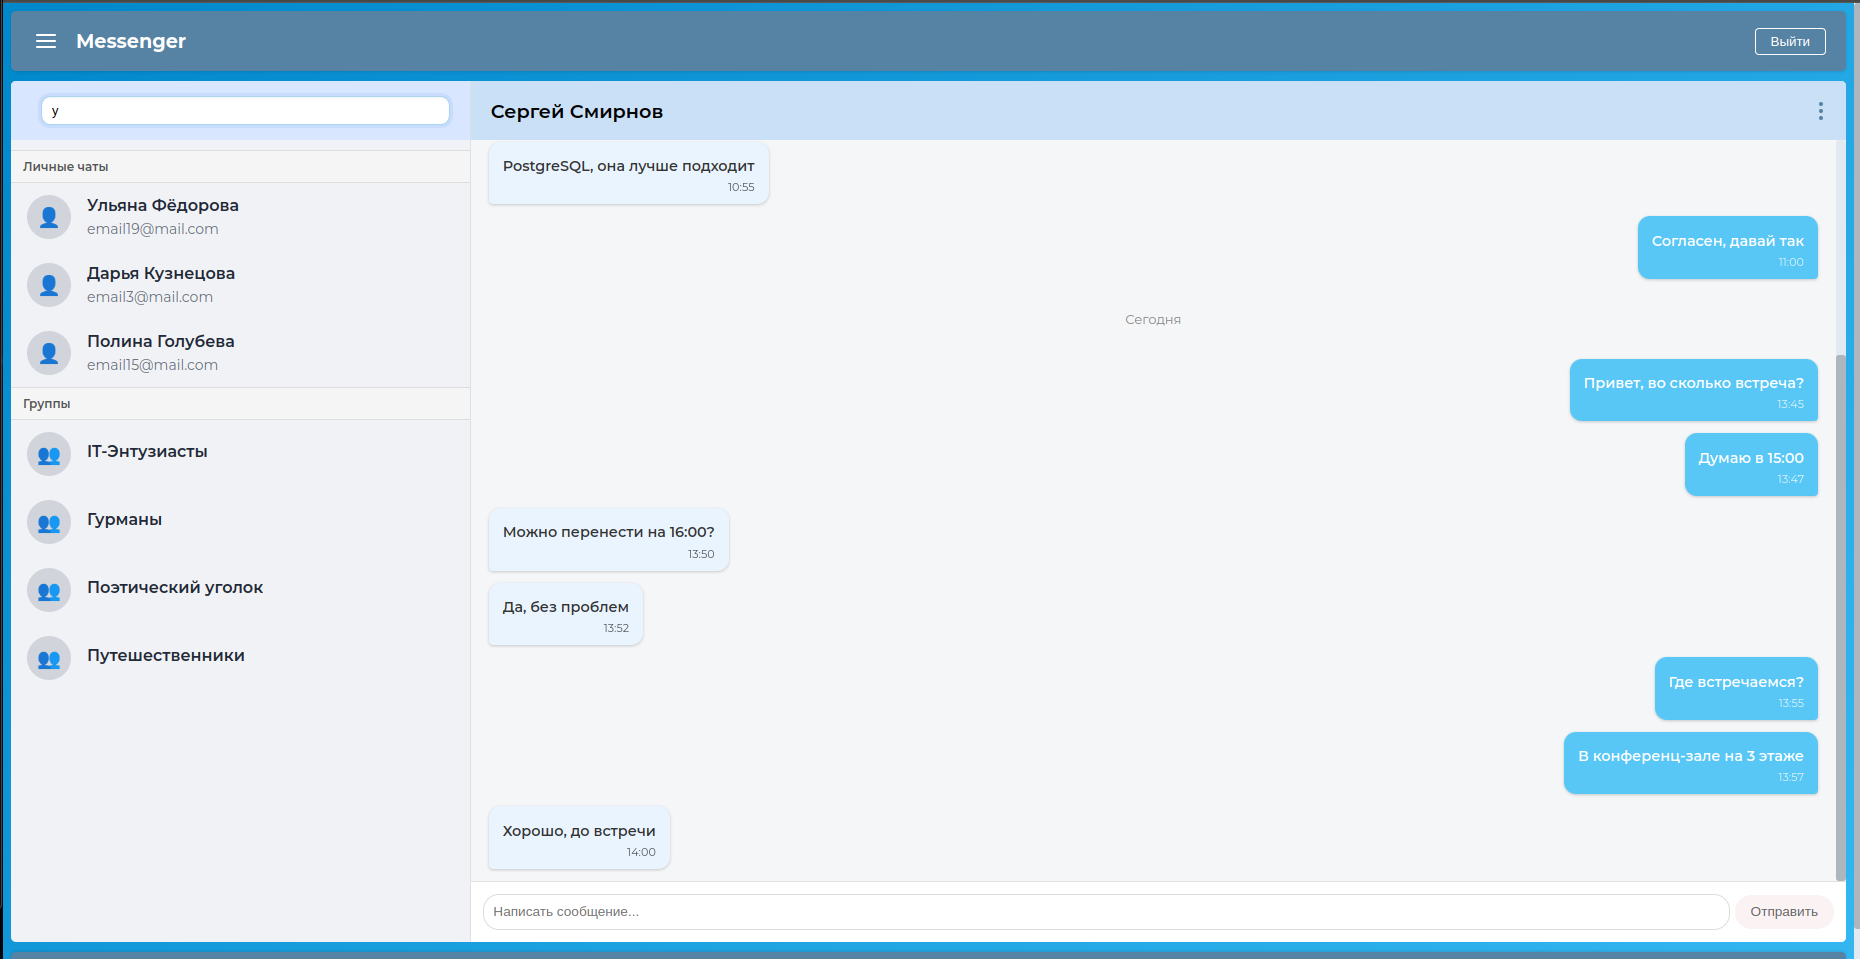 Messenger
Выйти
у
Личные чаты
Ульяна Фёдорова
email19@mail.com
Дарья Кузнецова
email3@mail.com
Полина Голубева
email15@mail.com
Группы
IT-Энтузиасты
Гурманы
Поэтический уголок
Путешественники
Сергей Смирнов
PostgreSQL, она лучше подходит
10:55
Согласен, давай так
11:00
Сегодня
Привет, во сколько встреча?
13:45
Думаю в 15:00
13:47
Можно перенести на 16:00?
13:50
Да, без проблем
13:52
Где встречаемся?
13:55
В конференц-зале на 3 этаже
13:57
Хорошо, до встречи
14:00
Написать сообщение...
Отправить